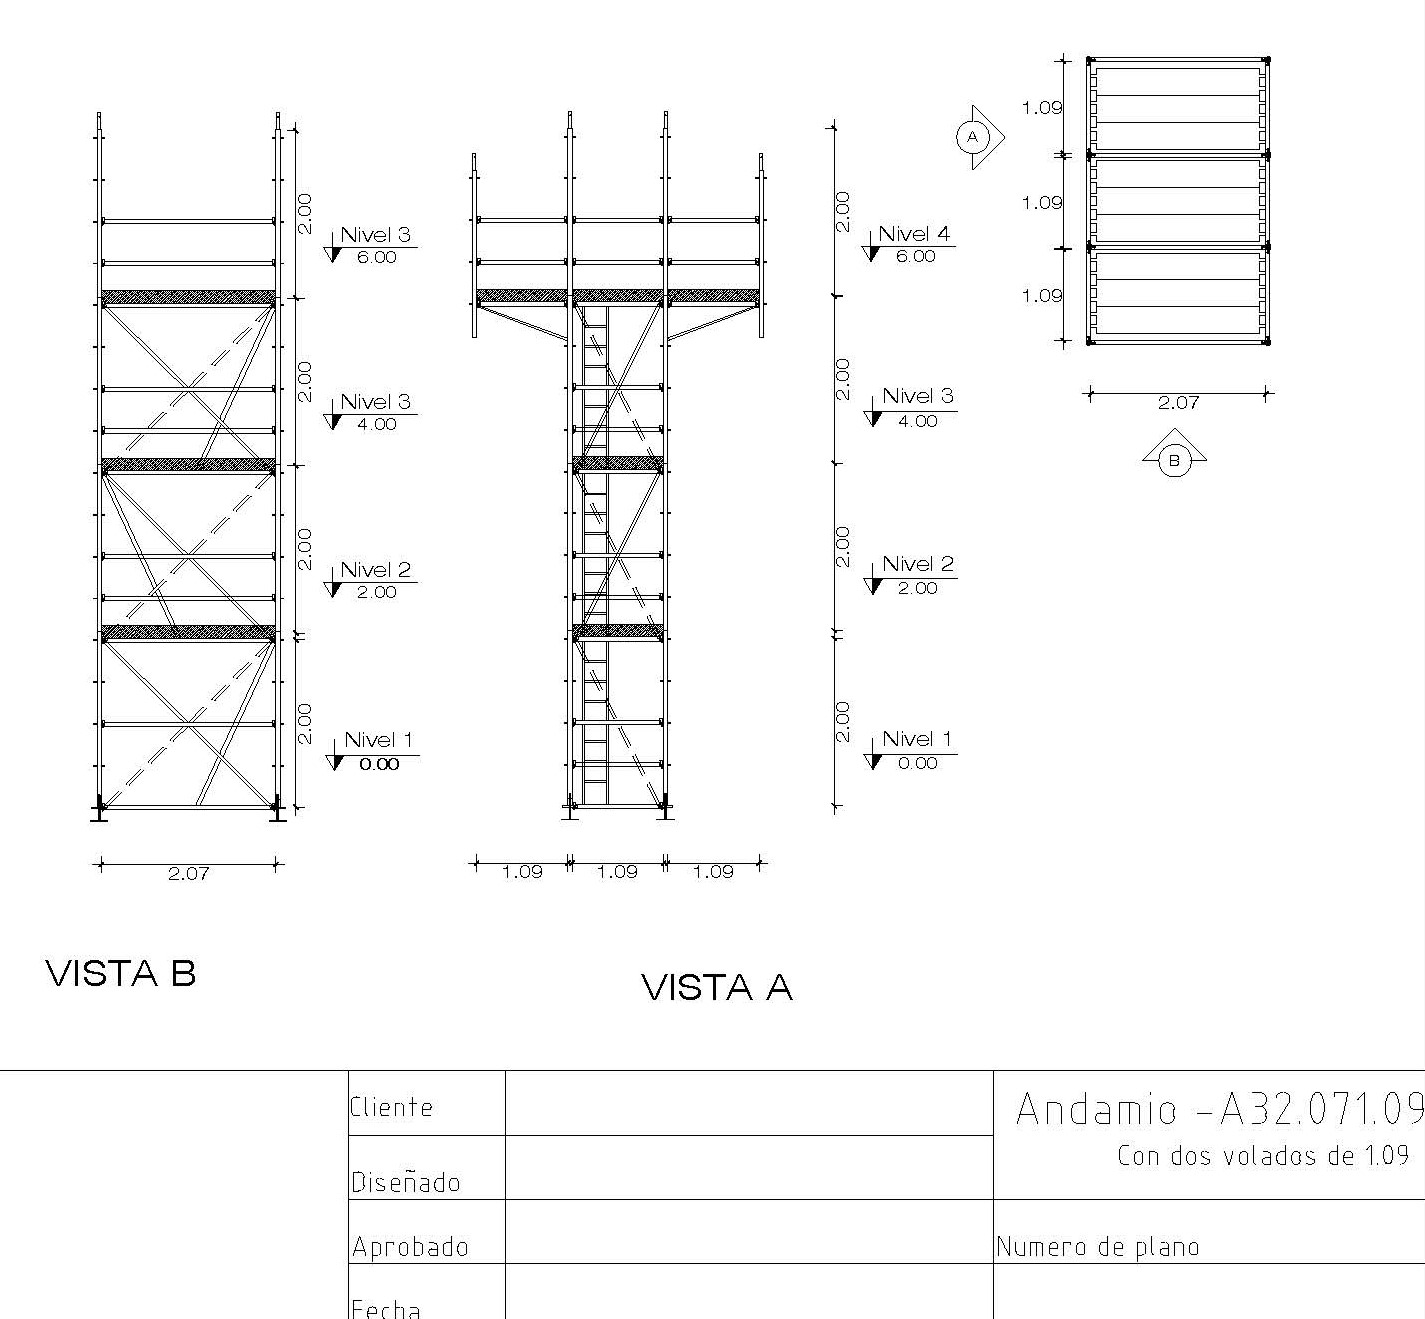 2.00
Nivel 3
6.00
2.00
Nivel 3
4.00
2.00
Nivel 2
2.00
2.00
Nivel 1
0.00
2.07
VISTA B
2.00
Nivel 4
6.00
2.00
Nivel 3
4.00
2.00
Nivel 2
2.00
2.00
Nivel 1
0.00
1.09 1.09 1.09
VISTA A
A
1.09
1.09
1.09
2.07
B
Cliente
Diseñado
Aprobado
Fecha
Andamio -A32.071.09
Con dos volados de 1.09
Numero de plano